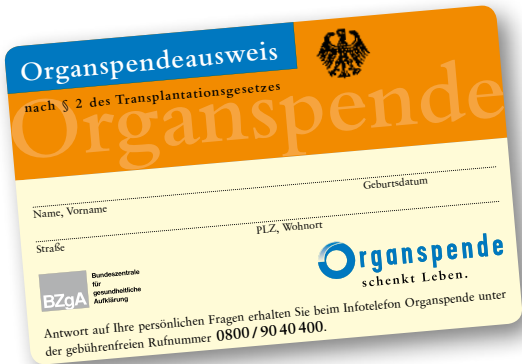 Organspendeausweis
nach § 2 des Transplantationsgesetzes
Organspende
Name, Vorname Geburtsdatum
Straße PLZ, Wohnort
Organspende
schenkt Leben.
BZgA
Bundeszentrale
für
gesundheitliche
Aufklärung
Antwort auf Ihre persönlichen Fragen erhalten Sie beim Infotelefon Organspende unter
der gebührenfreien Rufnummer 0800 / 90 40 400.